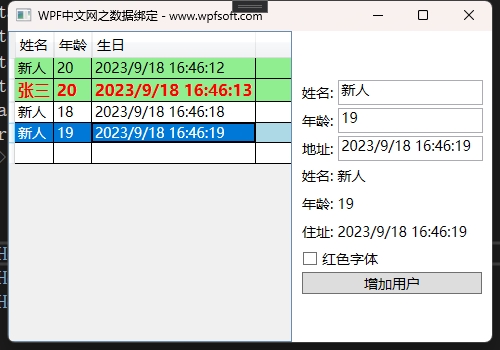 WPF中文网之数据绑定 - www.wpfsoft.com
姓名 年龄 生日
新人 20 2023/9/18 16:46:12
张三 20 2023/9/18 16:46:13
新人 18 2023/9/18 16:46:18
新人 19 2023/9/18 16:46:19
姓名: 新人
年龄: 19
地址: 2023/9/18 16:46:19
姓名: 新人
年龄: 19
住址: 2023/9/18 16:46:19
红色字体
增加用户